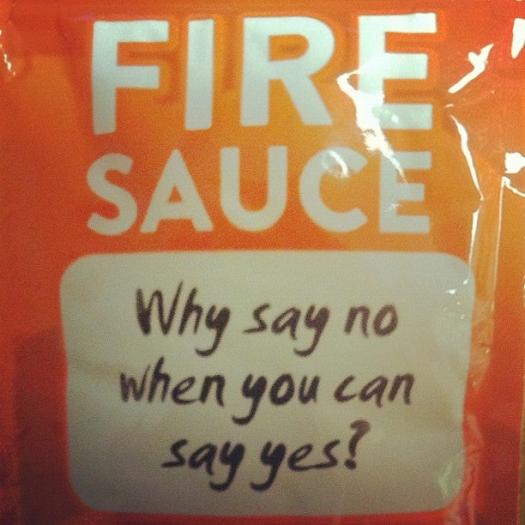 FIRE
SAUCE
Why say no
when you can
say yes?